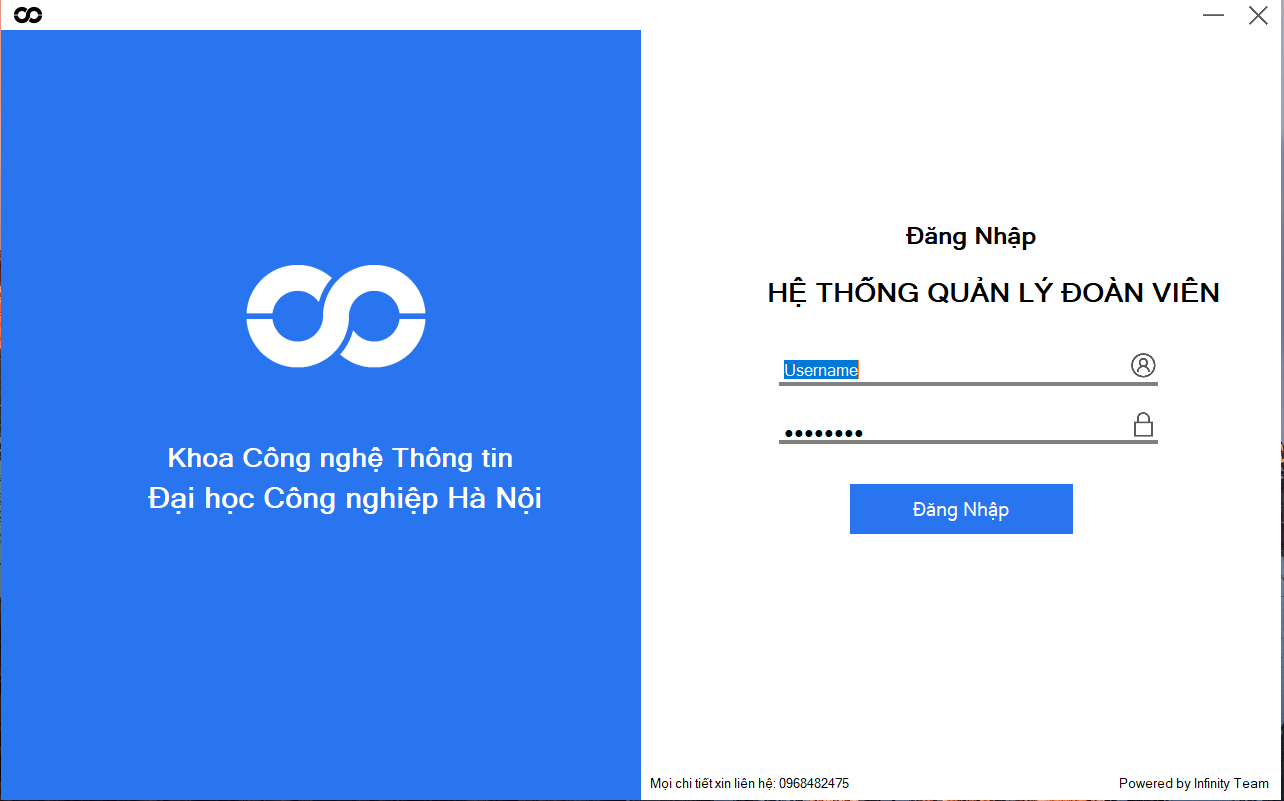 Khoa Công nghệ Thông tin
Đại học Công nghiệp Hà Nội
Đăng Nhập
HỆ THỐNG QUẢN LÝ ĐOÀN VIÊN
Username
••••••••
Đăng Nhập
Mọi chi tiết xin liên hệ: 0968482475
Powered by Infinity Team